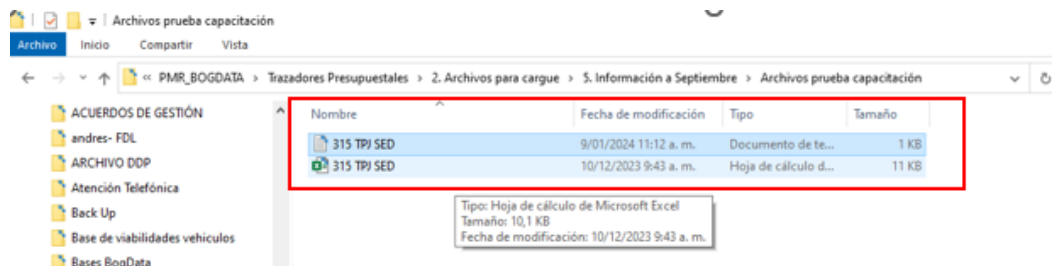 Archivos prueba capacitación
Archivo Inicio Compartir Vista
« PMR_BOGDATA > Trazadores Presupuestales > 2. Archivos para cargue > 5. Información a Septiembre > Archivos prueba capacitación
ACUERDOS DE GESTIÓN
andres- FDL
ARCHIVO DDP
Atención Telefónica
Back Up
Base de viabilidades vehiculos
Bases BogData
Nombre Fecha de modificación Tipo Tamaño
315 TPJ SED 9/01/2024 11:12 a. m. Documento de te... 1 KB
315 TPJ SED 10/12/2023 9:43 a. m. Hoja de cálculo d... 11 KB
Tipo: Hoja de cálculo de Microsoft Excel
Tamaño: 10,1 KB
Fecha de modificación: 10/12/2023 9:43 a. m.